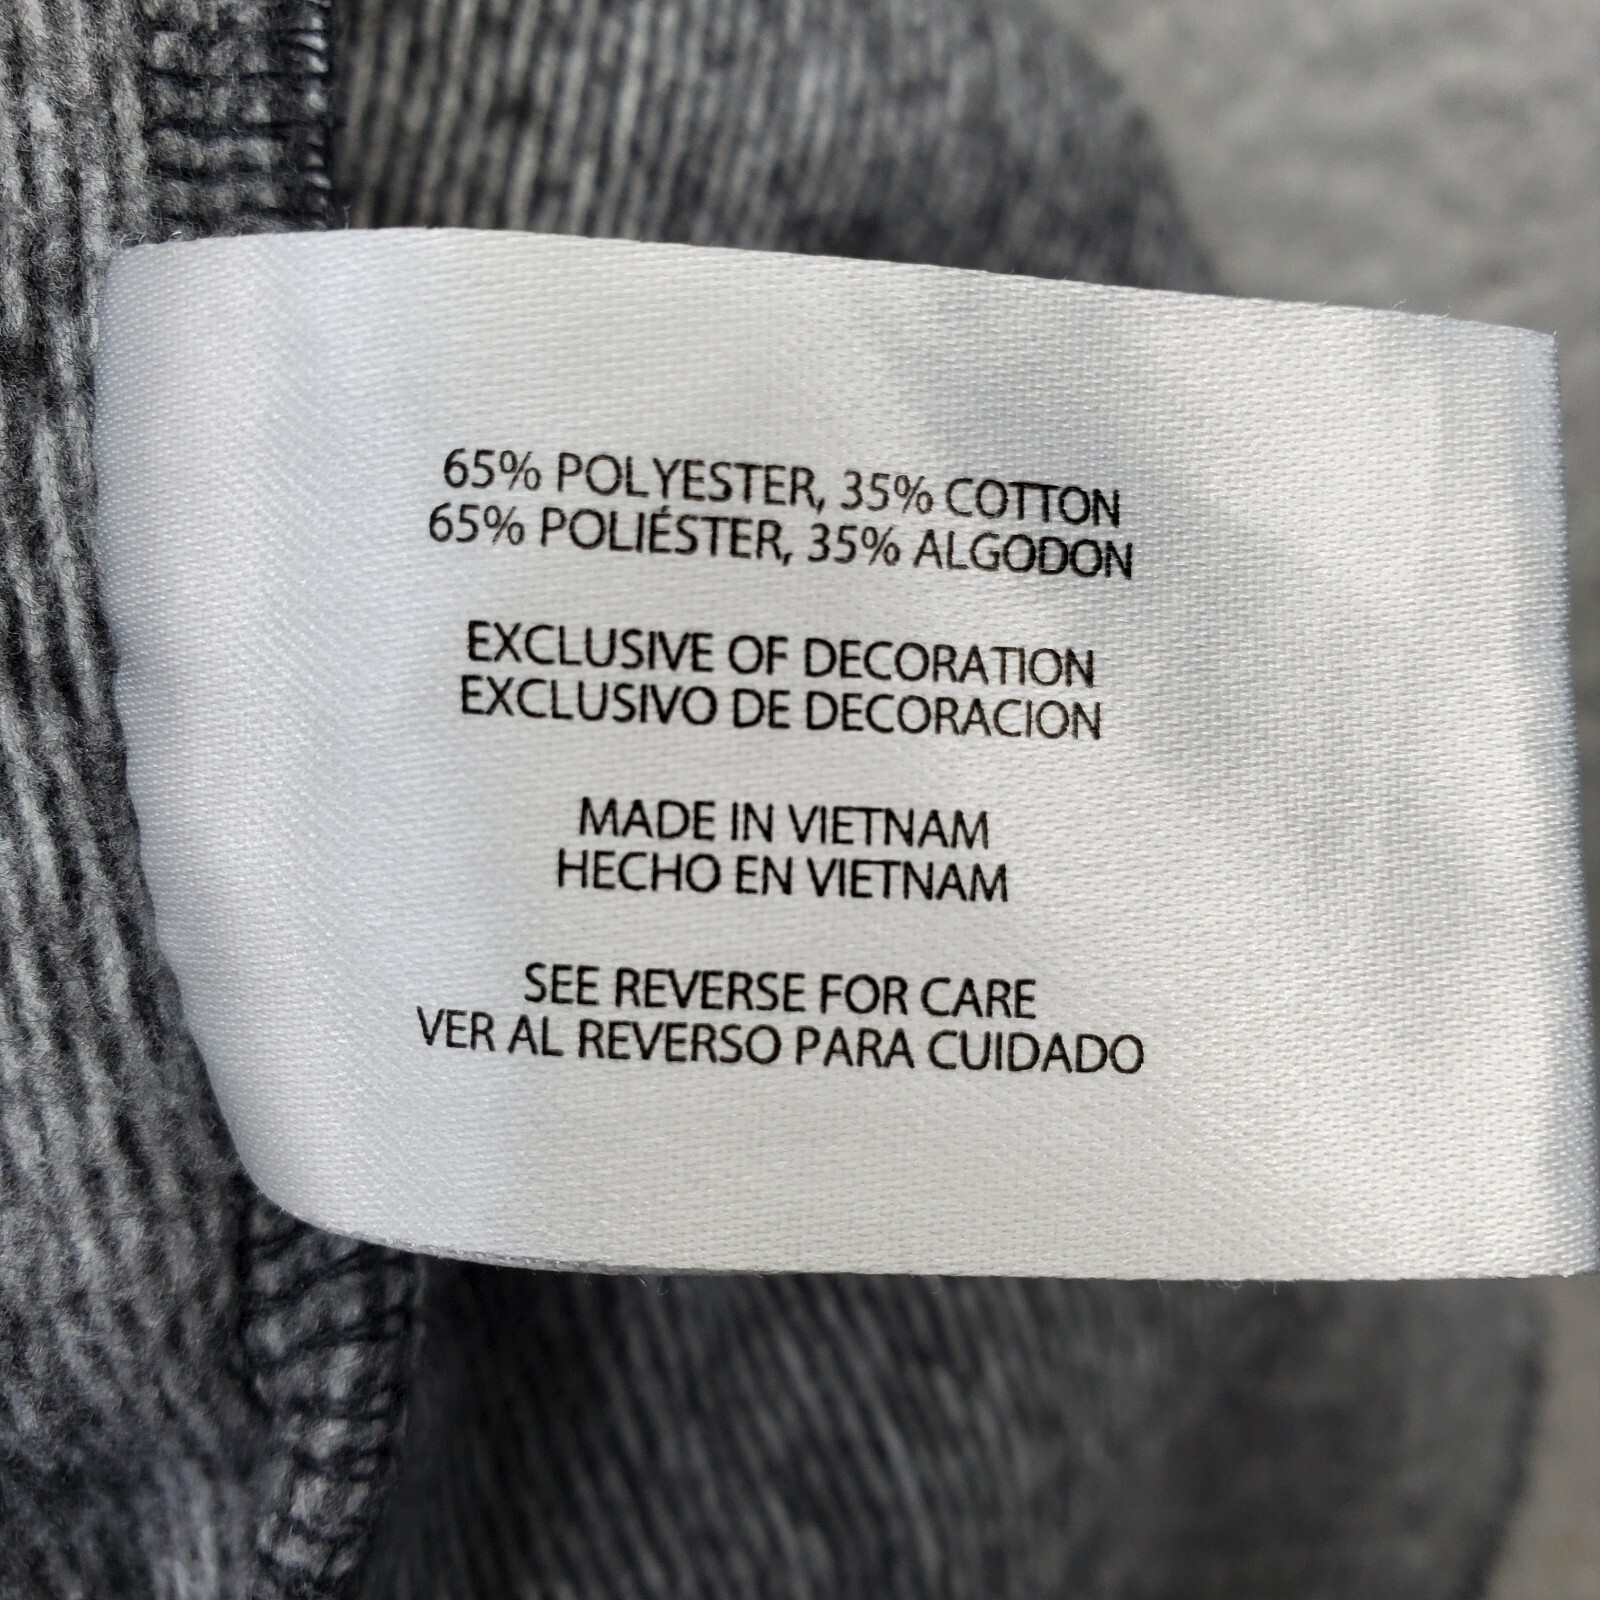 65% POLYESTER, 35% COTTON
65% POLIÉSTER, 35% ALGODON
EXCLUSIVE OF DECORATION
EXCLUSIVO DE DECORACION
MADE IN VIETNAM
HECHO EN VIETNAM
SEE REVERSE FOR CARE
VER AL REVERSO PARA CUIDADO